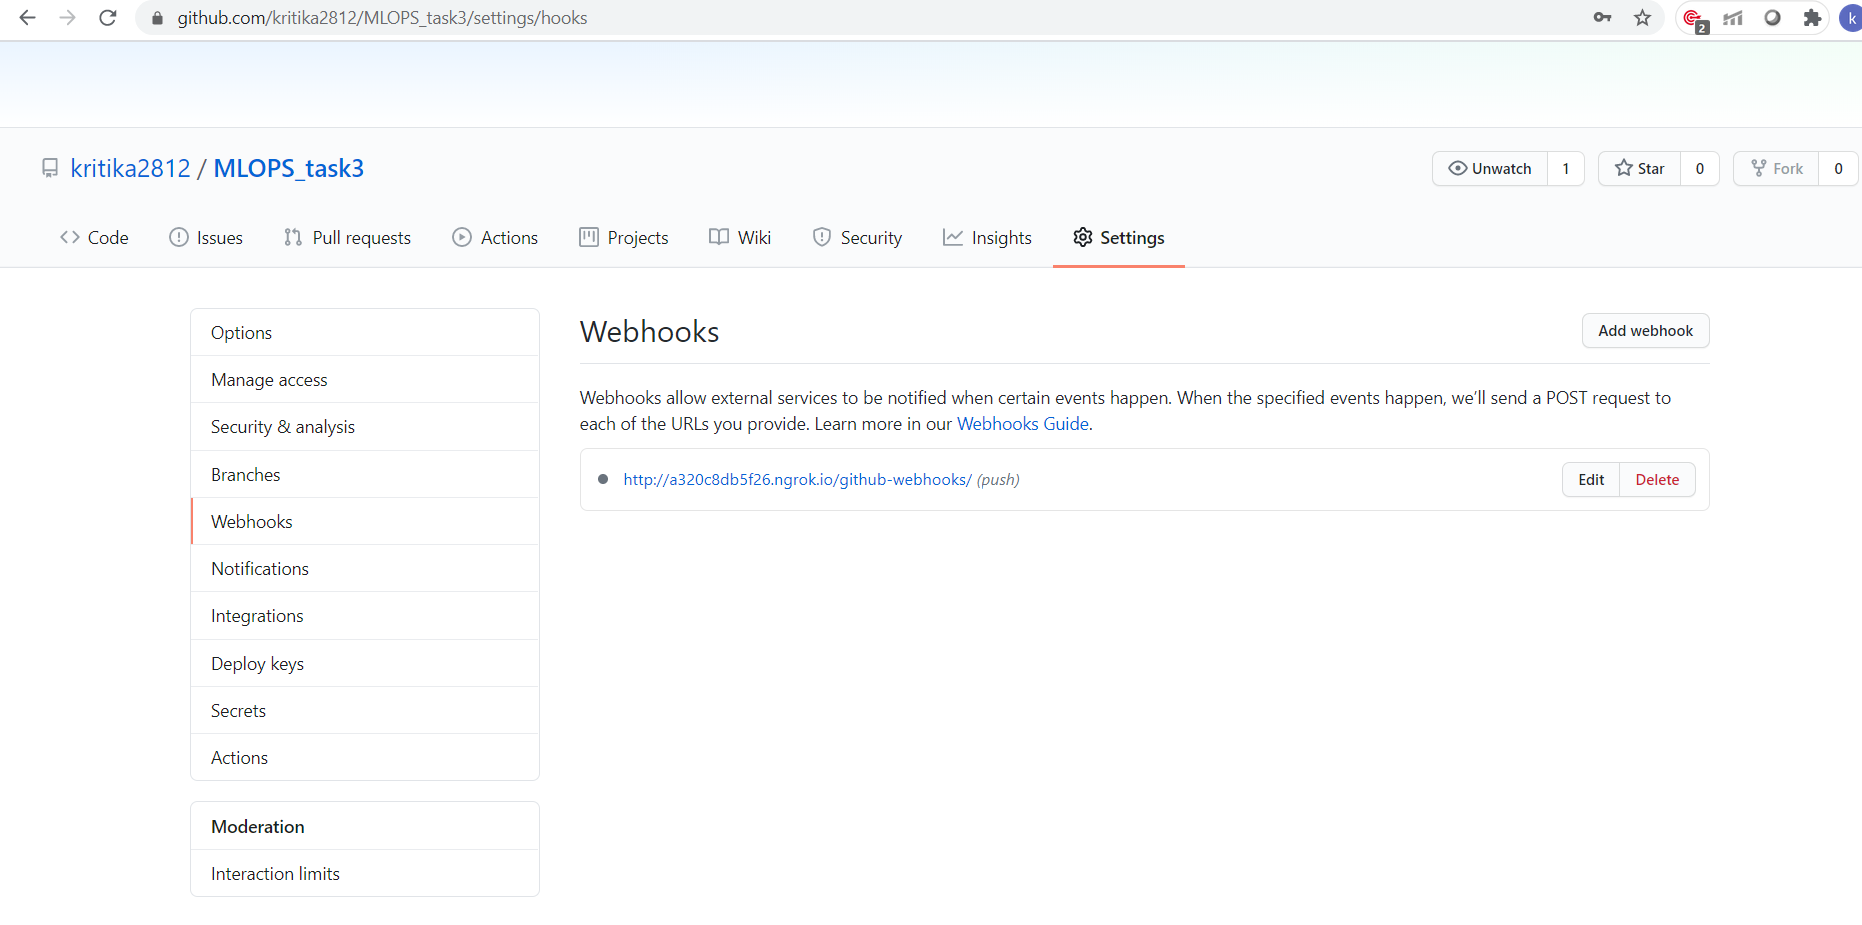 github.com/kritika2812/MLOPS_task3/settings/hooks
2
k
kritika2812 / MLOPS_task3
Unwatch 1
Star 0
Fork 0
Code Issues Pull requests Actions Projects Wiki Security Insights Settings
Options
Manage access
Security & analysis
Branches
Webhooks
Notifications
Integrations
Deploy keys
Secrets
Actions
Moderation
Interaction limits
Webhooks
Add webhook
Webhooks allow external services to be notified when certain events happen. When the specified events happen, we’ll send a POST request to
each of the URLs you provide. Learn more in our Webhooks Guide.
http://a320c8db5f26.ngrok.io/github-webhooks/ (push)
Edit Delete